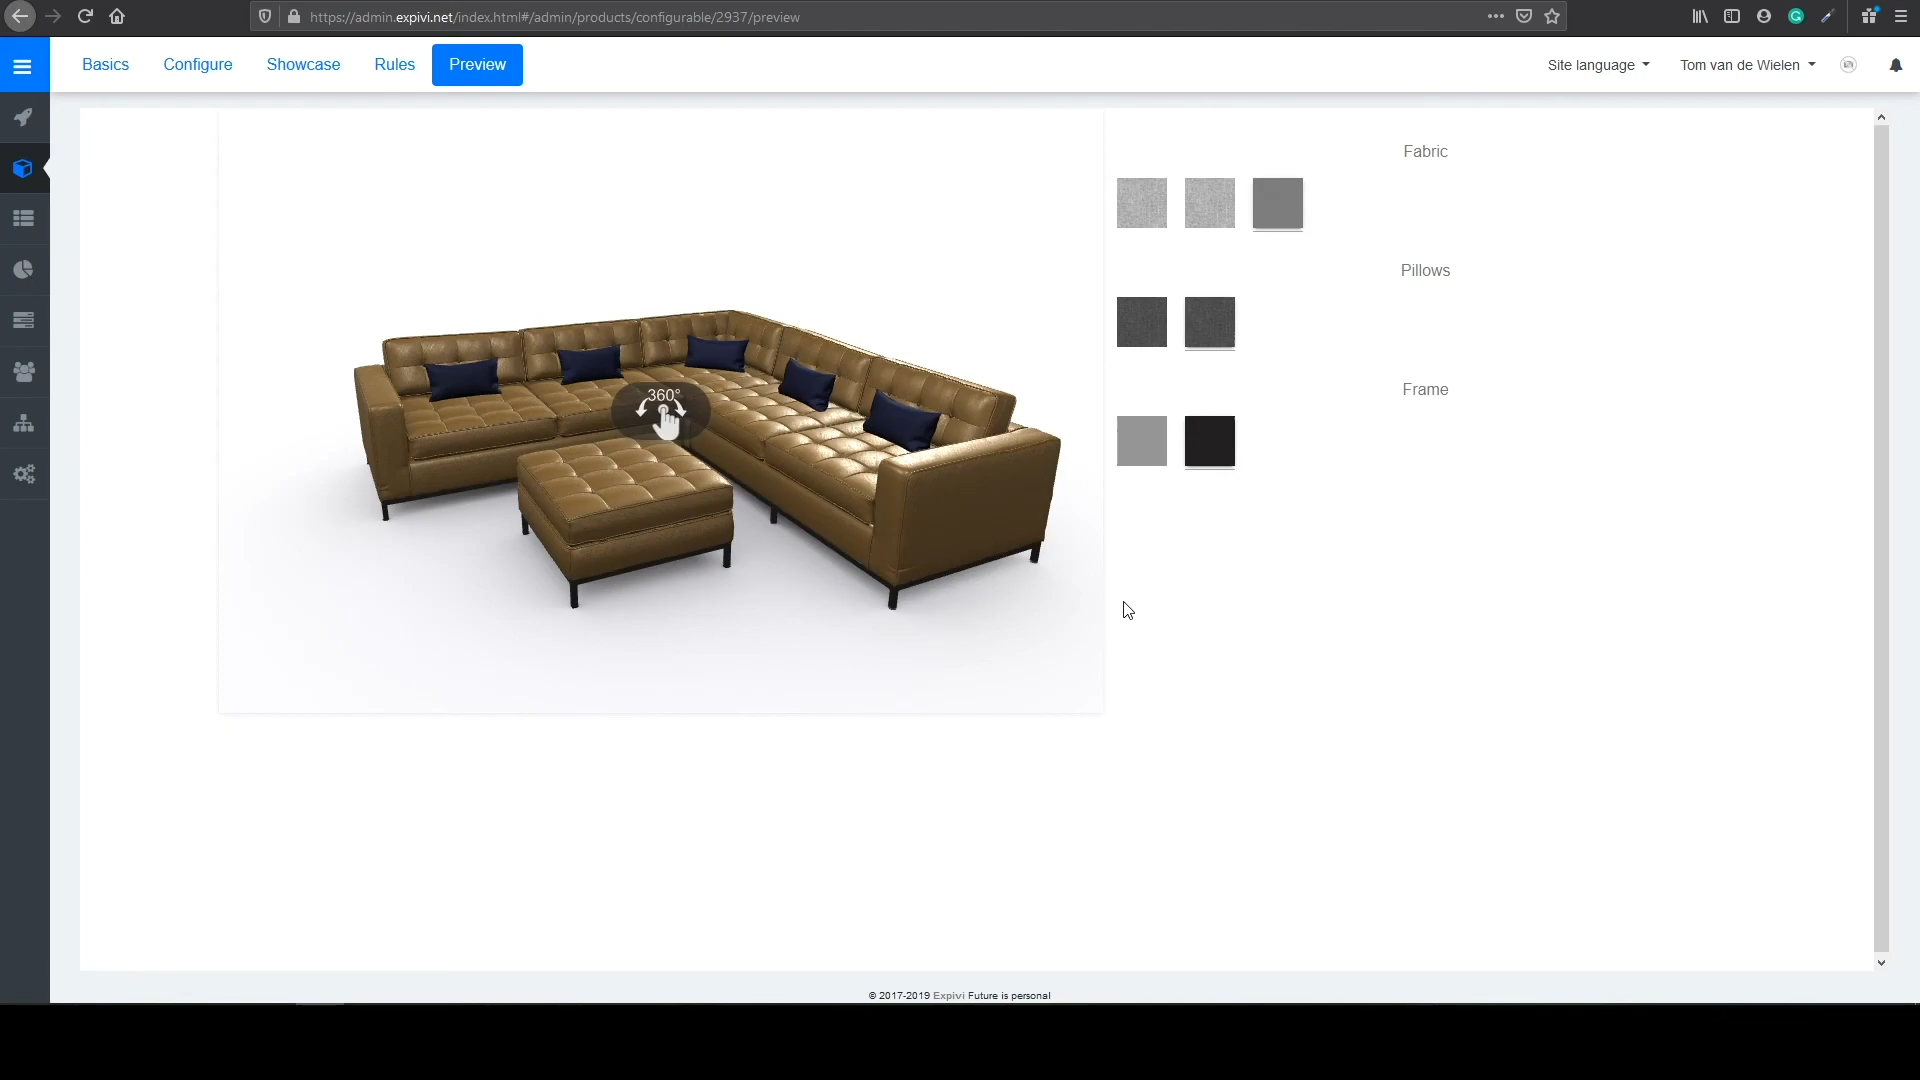 https://admin.expivi.net/index.html#/admin/products/configurable/2937/preview
Basics Configure Showcase Rules Preview Site language Tom van de Wielen
Fabric
Pillows
Frame
360°
© 2017-2019 Expivi Future is personal